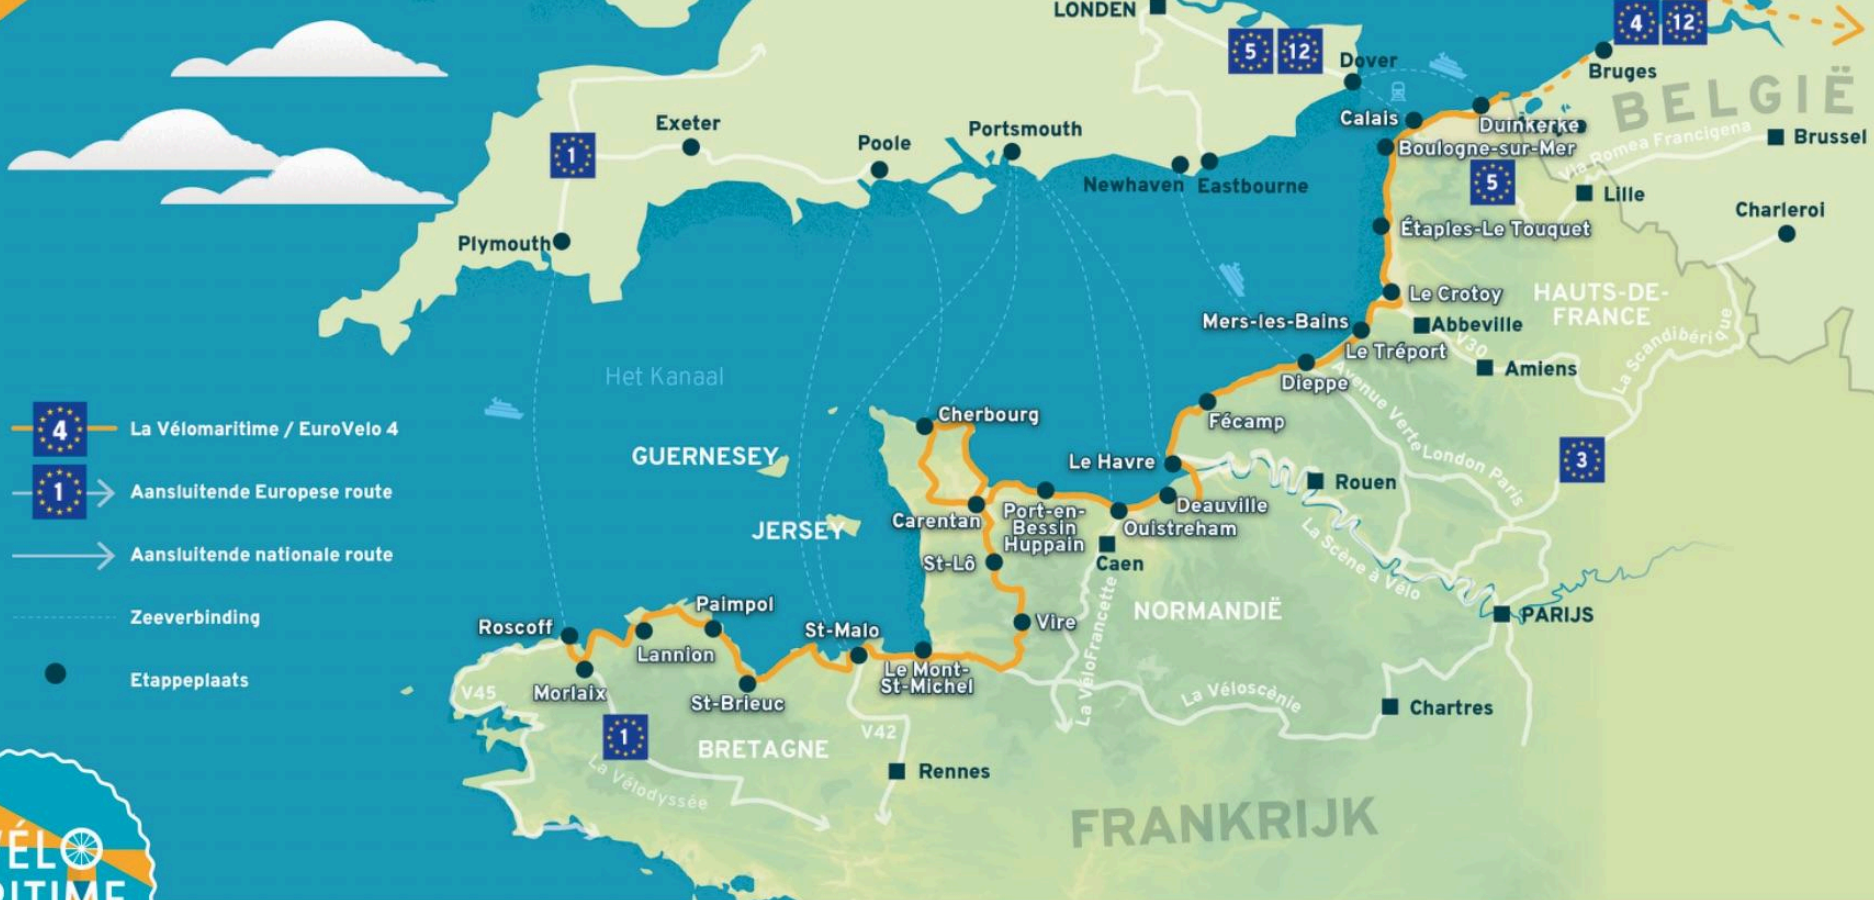 LONDEN
5 12
Dover
4 12
Bruges
BELGIË
Calais
Duinkerke
Boulogne-sur-Mer
Via Romea Francigena
Brussel
5
Lille
Charleroi
Exeter
Poole
Portsmouth
1
Newhaven
Eastbourne
Plymouth
Étaples-Le Touquet
Le Crotoy
HAUTS-DE-
FRANCE
Mers-les-Bains
Abbeville
V30
Le Tréport
La Scandibérique
Amiens
Dieppe
Avenue Verte London Paris
Het Kanaal
Fécamp
Cherbourg
4
La Vélomaritime / EuroVelo 4
1
Aansluitende Europese route
Aansluitende nationale route
Zeeverbinding
Etappeplaats
GUERNESEY
JERSEY
Le Havre
3
Rouen
Deauville
Carentan
Port-en-
Bessin
Huppain
Ouistreham
La Scène à Vélo
St-Lô
Caen
Paimpol
La VéloFrancette
NORMANDIË
PARIJS
Roscoff
St-Malo
Vire
Lannion
Le Mont-
St-Michel
V45
Morlaix
St-Brieuc
La Véloscénie
Chartres
1
BRETAGNE
V42
La Vélodyssée
Rennes
FRANKRIJK
VÉLO
RITIME